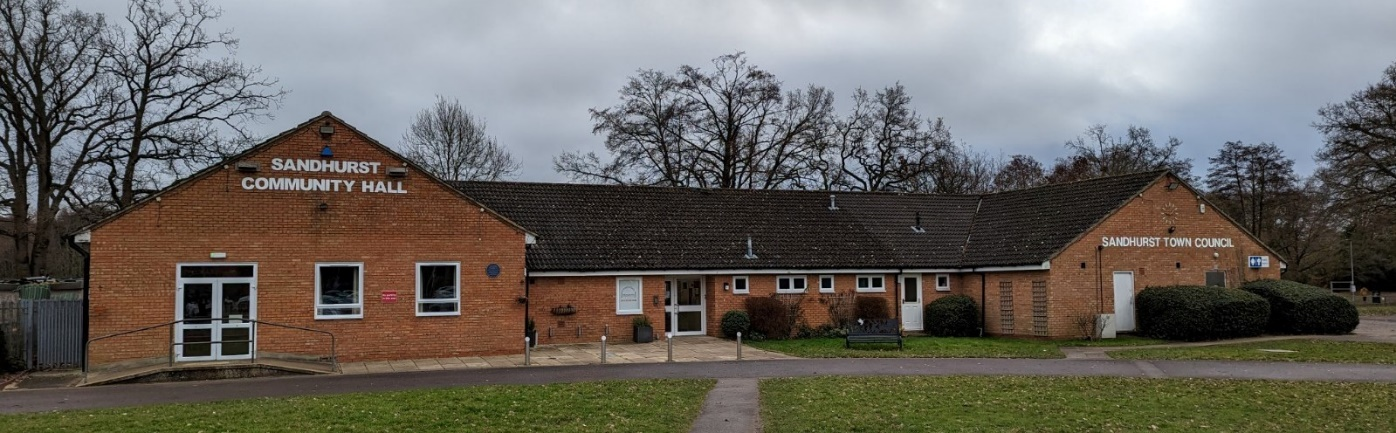 SANDHURST
COMMUNITY HALL
SANDHURST TOWN COUNCIL